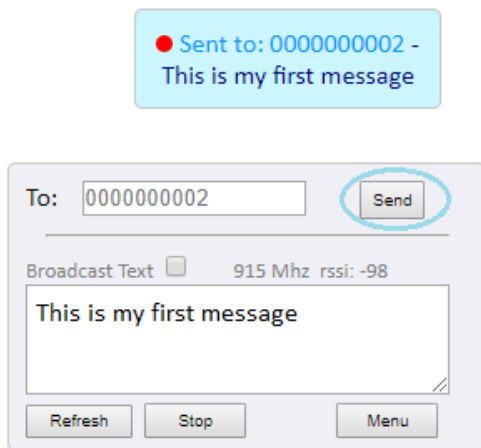 Sent to: 0000000002 -
This is my first message
To: 0000000002 Send
Broadcast Text 915 Mhz rssi: -98
This is my first message
Refresh Stop Menu